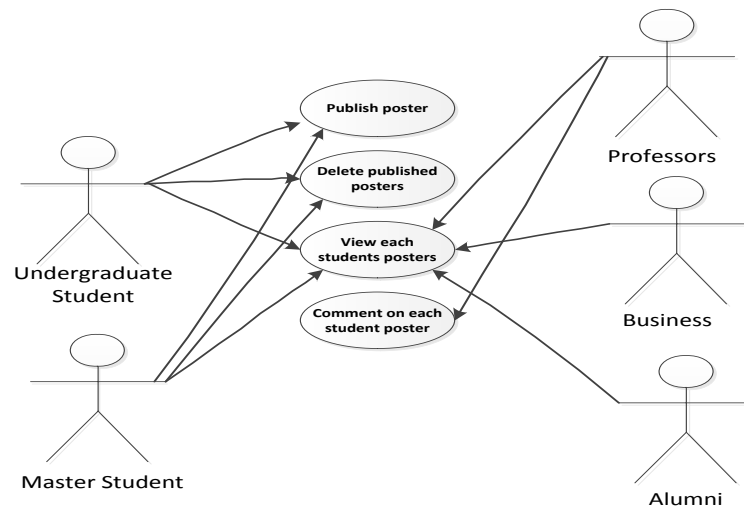 Publish poster
Professors
Delete published
posters
Undergraduate
Student
View each
students posters
Business
Comment on each
student poster
Master Student
Alumni